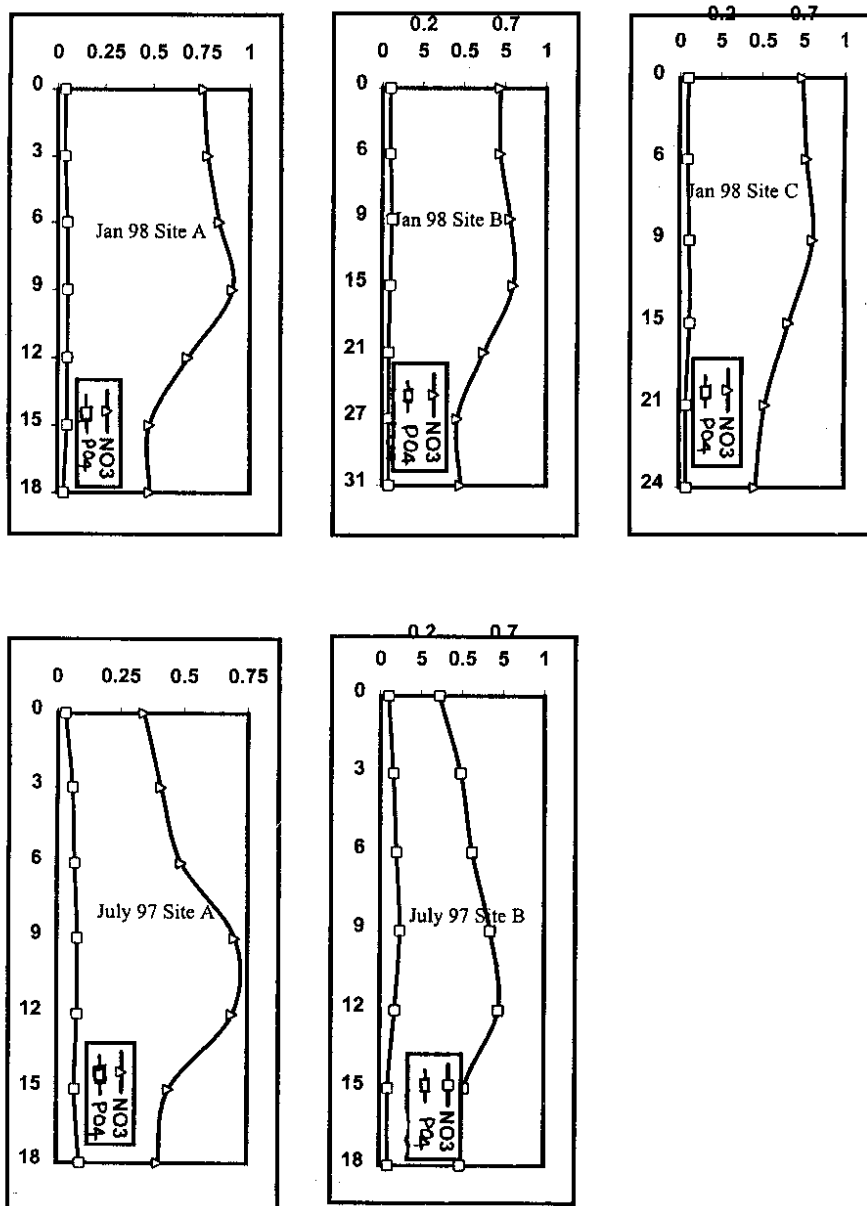 0 0.25 0.5 0.75 1
0
3
6
9
12
15
18
Jan 98 Site A
NO3
PO4
0.2 0.7
0 5 0.5 5 1
0
6
9
15
21
27
31
Jan 98 Site B
NO3
PO4
0.2 0.7
0 5 0.5 5 1
0
6
9
15
21
24
Jan 98 Site C
NO3
PO4
0 0.25 0.5 0.75
0
3
6
9
12
15
18
July 97 Site A
NO3
PO4
0.2 0.7
0 5 0.5 5 1
0
3
6
9
12
15
18
July 97 Site B
NO3
PO4